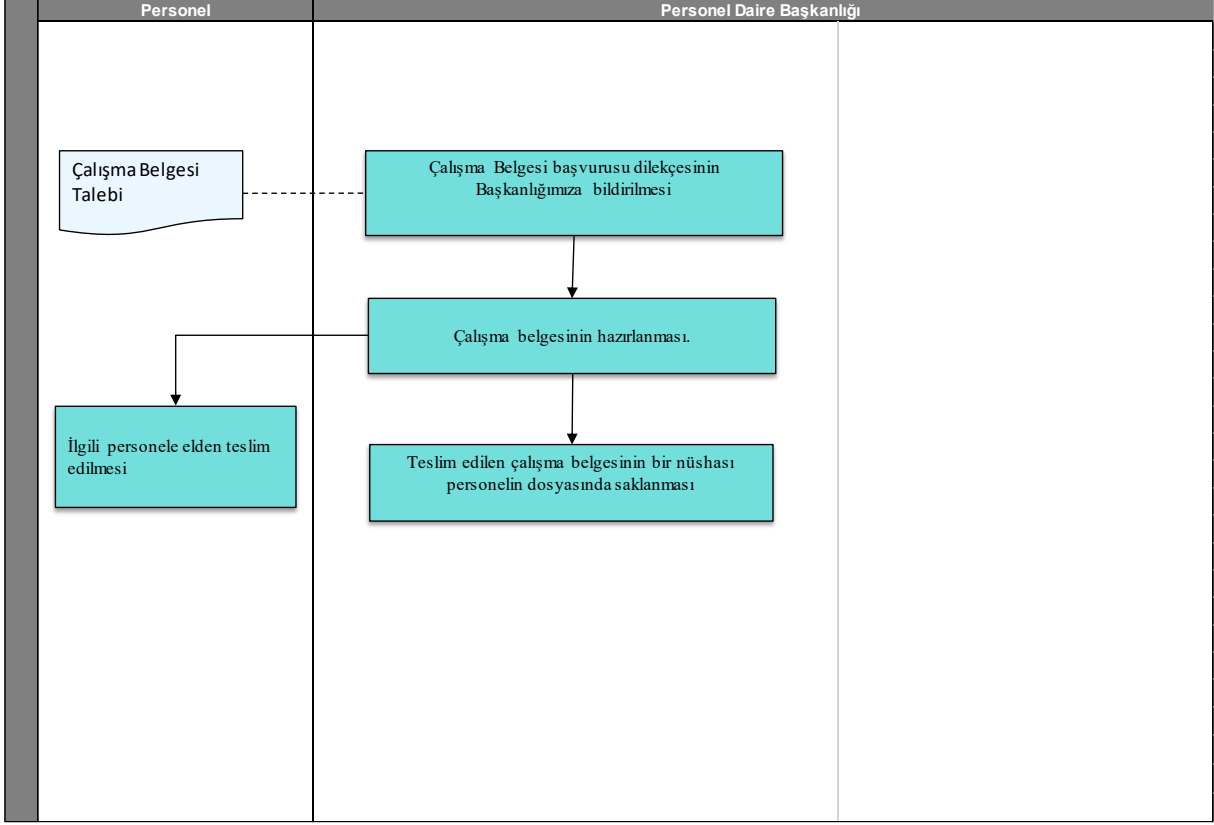 Personel
Personel Daire Başkanlığı
Çalışma Belgesi
Talebi
Çalışma Belgesi başvurusu dilekçesinin
Başkanlığımıza bildirilmesi
Çalışma belgesinin hazırlanması.
İlgili personele elden teslim
edilmesi
Teslim edilen çalışma belgesinin bir nüshası
personelin dosyasında saklanması